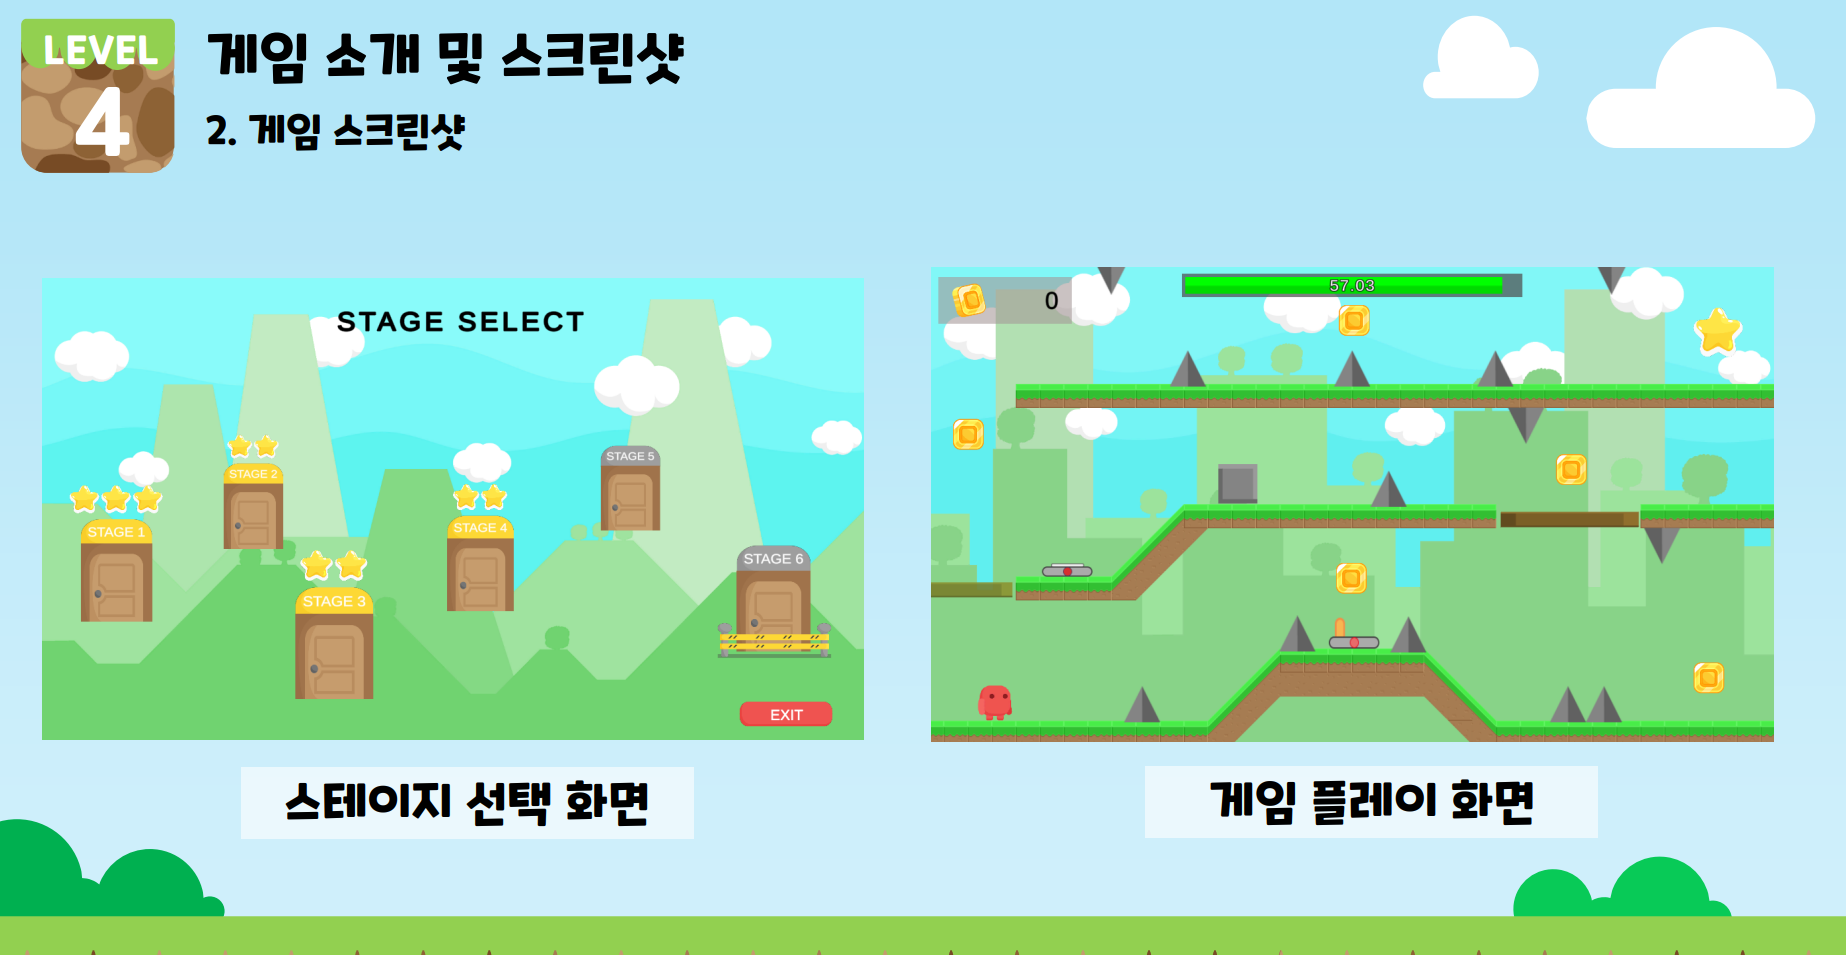 LEVEL
4
게임 소개 및 스크린샷
2. 게임 스크린샷
STAGE SELECT
STAGE 1
STAGE 2
STAGE 3
STAGE 4
STAGE 5
STAGE 6
EXIT
0
57.03
스테이지 선택 화면
게임 플레이 화면